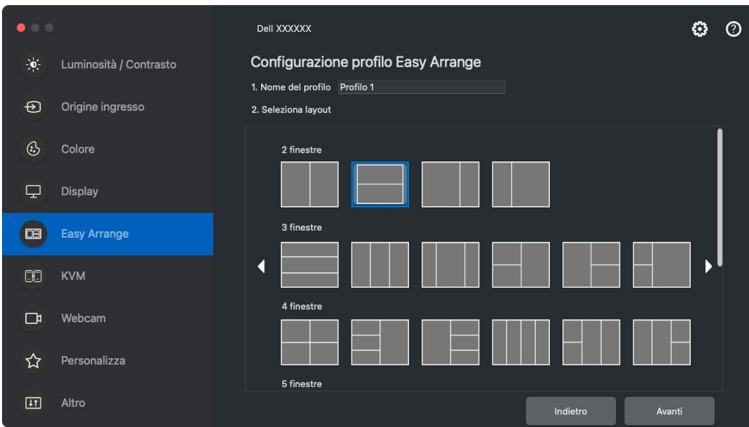 Dell XXXXXX
Luminosità / Contrasto
Origine ingresso
Colore
Display
Easy Arrange
KVM
Webcam
Personalizza
Altro
Configurazione profilo Easy Arrange
1. Nome del profilo Profilo 1
2. Seleziona layout
2 finestre
3 finestre
4 finestre
5 finestre
Indietro
Avanti